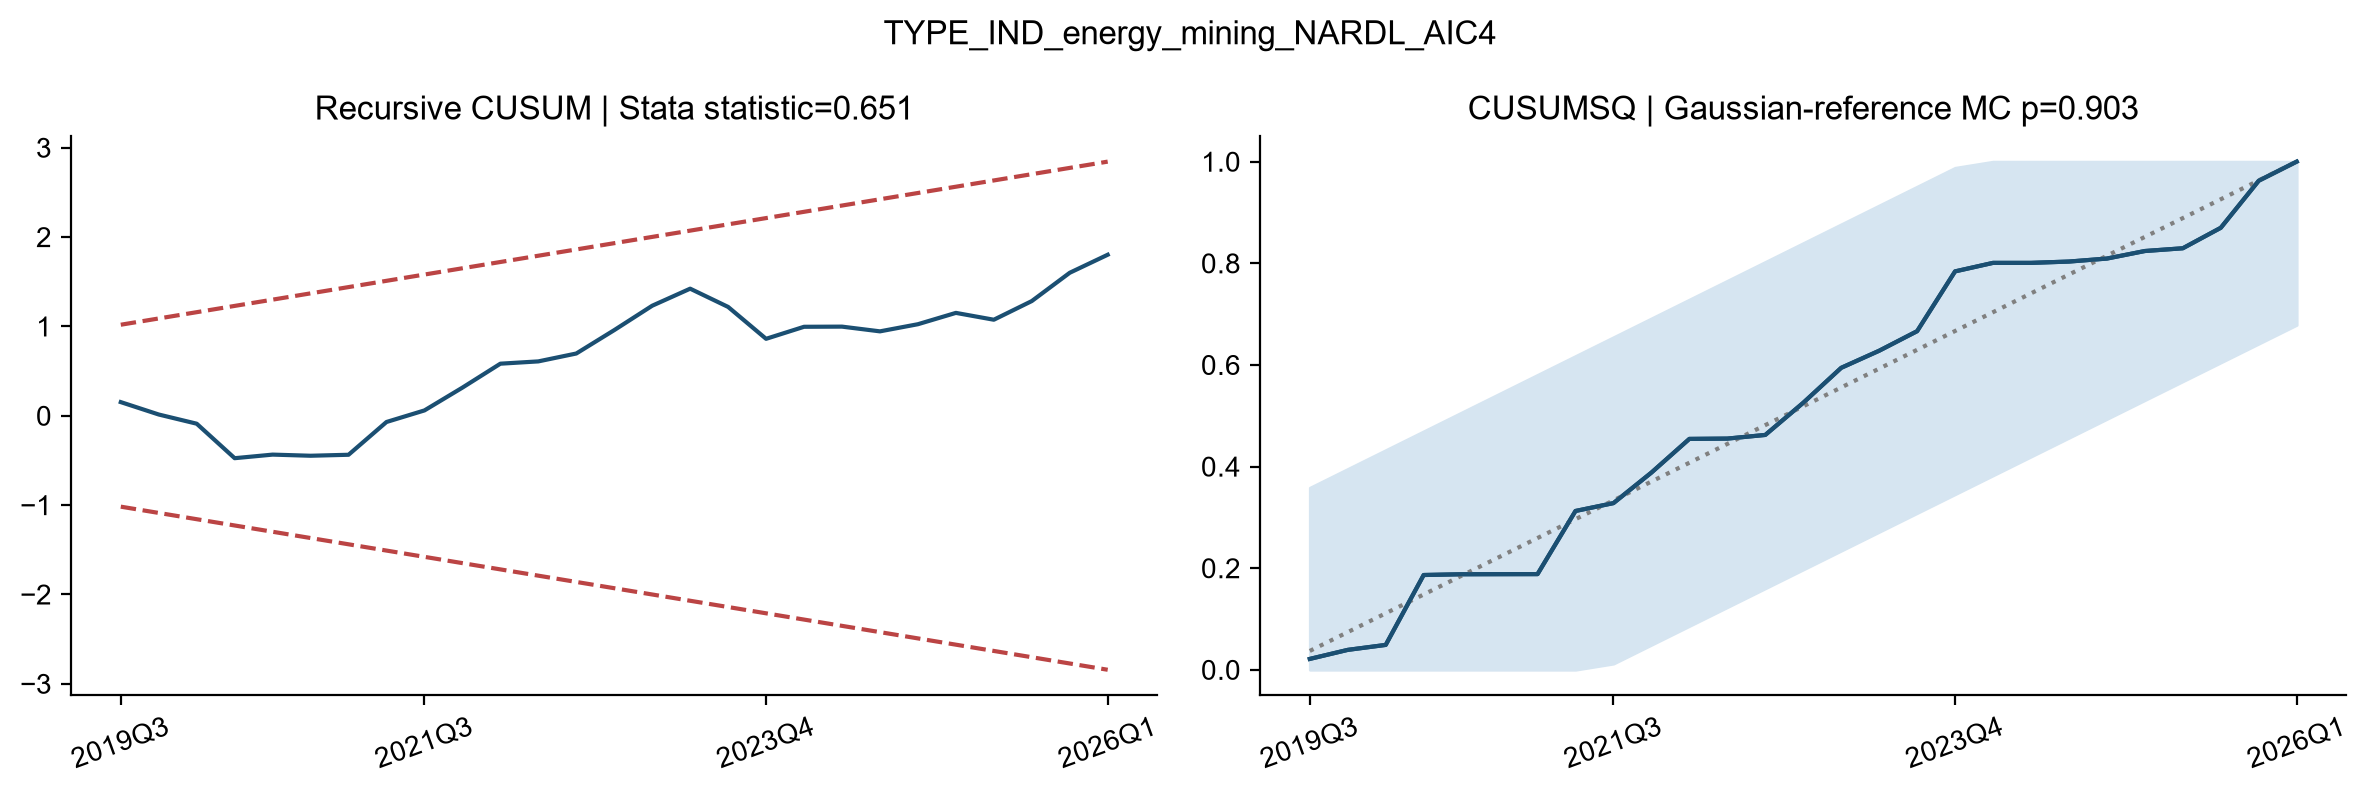 TYPE_IND_energy_mining_NARDL_AIC4
Recursive CUSUM | Stata statistic=0.651
3
2
1
0
−1
−2
−3
2019Q3
2021Q3
2023Q4
2026Q1
CUSUMSQ | Gaussian-reference MC p=0.903
1.0
0.8
0.6
0.4
0.2
0.0
2019Q3
2021Q3
2023Q4
2026Q1